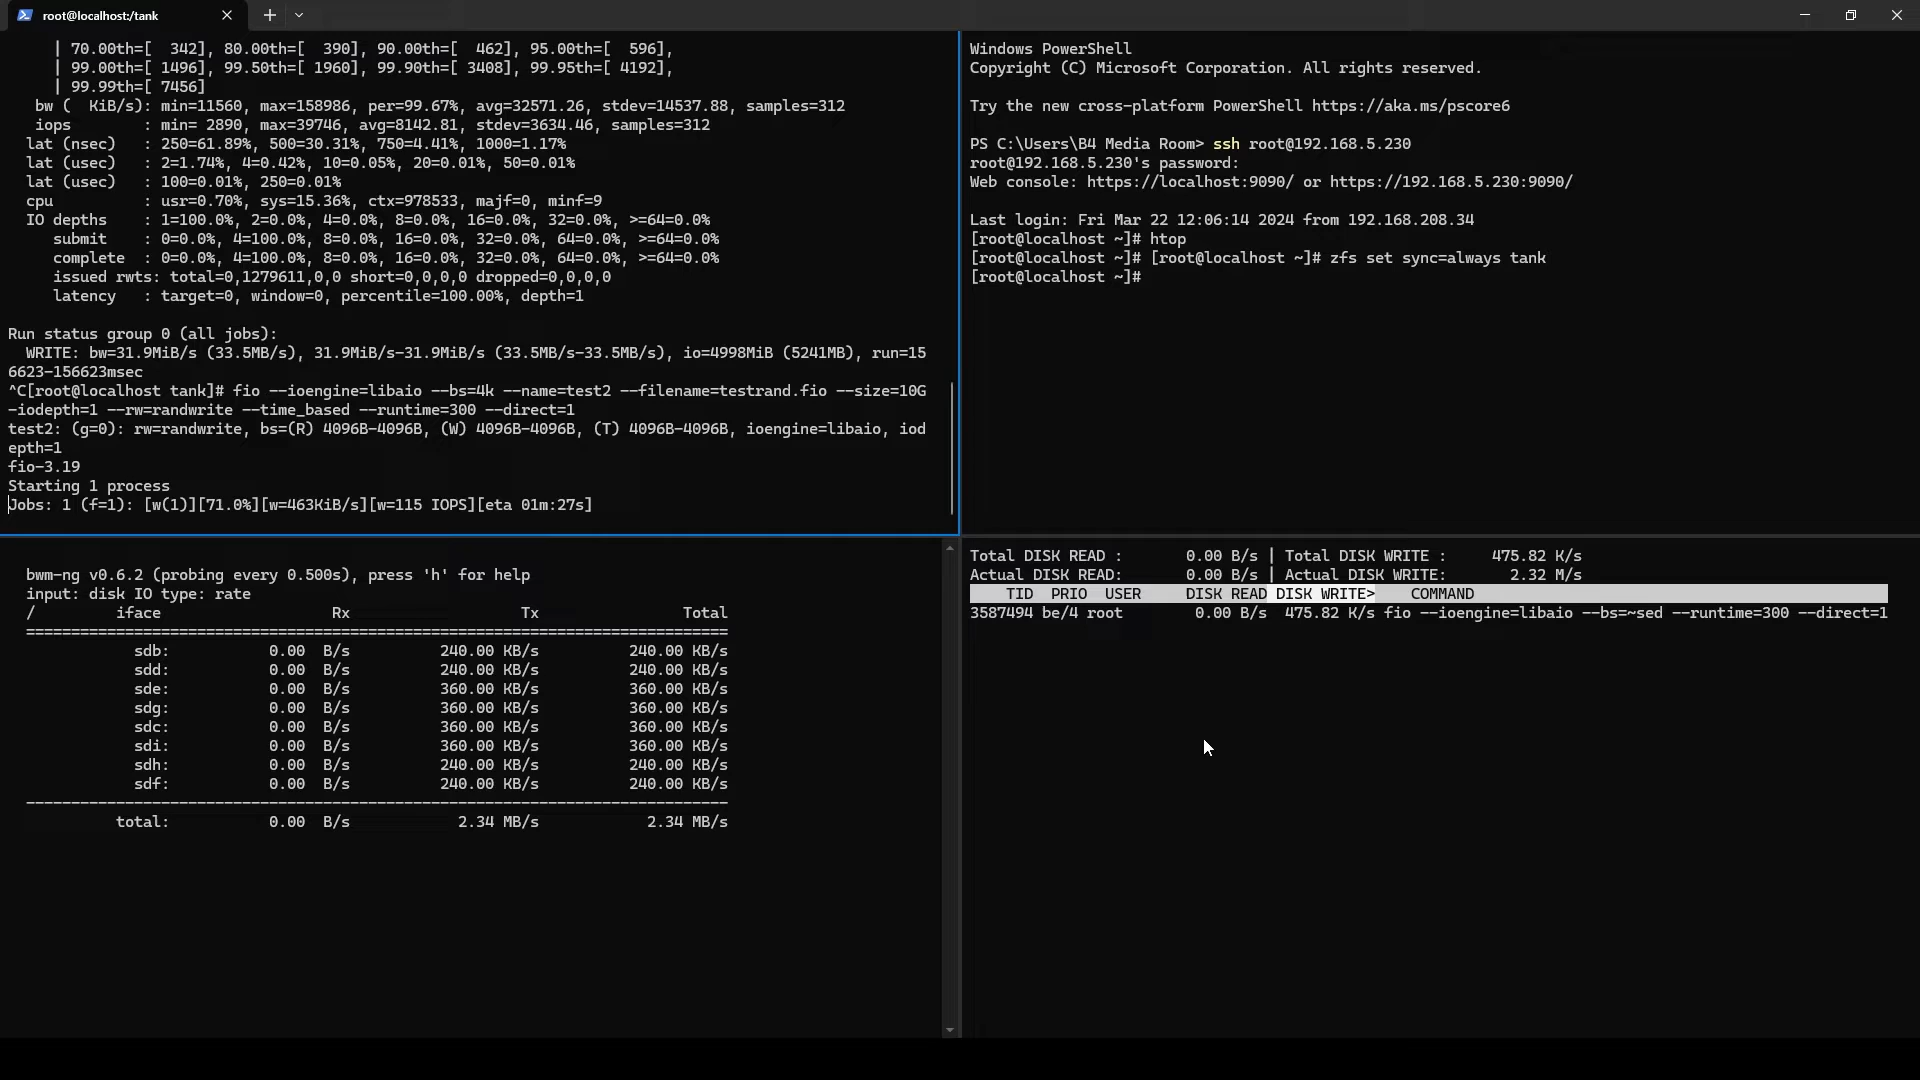 root@localhost:/tank
| 70.00th=[  342], 80.00th=[  390], 90.00th=[  462], 95.00th=[  596],
| 99.00th=[ 1496], 99.50th=[ 1960], 99.90th=[ 3408], 99.95th=[ 4192],
| 99.99th=[ 7456]
bw (  KiB/s): min=11560, max=158986, per=99.67%, avg=32571.26, stdev=14537.88, samples=312
iops        : min= 2890, max=39746, avg=8142.81, stdev=3634.46, samples=312
lat (nsec)   : 250=61.89%, 500=30.31%, 750=4.41%, 1000=1.17%
lat (usec)   : 2=1.74%, 4=0.42%, 10=0.05%, 20=0.01%, 50=0.01%
lat (usec)   : 100=0.01%, 250=0.01%
cpu          : usr=0.70%, sys=15.36%, ctx=978533, majf=0, minf=9
IO depths    : 1=100.0%, 2=0.0%, 4=0.0%, 8=0.0%, 16=0.0%, 32=0.0%, >=64=0.0%
submit    : 0=0.0%, 4=100.0%, 8=0.0%, 16=0.0%, 32=0.0%, 64=0.0%, >=64=0.0%
complete  : 0=0.0%, 4=100.0%, 8=0.0%, 16=0.0%, 32=0.0%, 64=0.0%, >=64=0.0%
issued rwts: total=0,1279611,0,0 short=0,0,0,0 dropped=0,0,0,0
latency   : target=0, window=0, percentile=100.00%, depth=1
Run status group 0 (all jobs):
WRITE: bw=31.9MiB/s (33.5MB/s), 31.9MiB/s-31.9MiB/s (33.5MB/s-33.5MB/s), io=4998MiB (5241MB), run=15
6623-156623msec
^C[root@localhost tank]# fio --ioengine=libaio --bs=4k --name=test2 --filename=testrand.fio --size=10G
-iodepth=1 --rw=randwrite --time_based --runtime=300 --direct=1
test2: (g=0): rw=randwrite, bs=(R) 4096B-4096B, (W) 4096B-4096B, (T) 4096B-4096B, ioengine=libaio, iod
epth=1
fio-3.19
Starting 1 process
Jobs: 1 (f=1): [w(1)][71.0%][w=463KiB/s][w=115 IOPS][eta 01m:27s]
Windows PowerShell
Copyright (C) Microsoft Corporation. All rights reserved.
Try the new cross-platform PowerShell https://aka.ms/pscore6
PS C:\Users\B4 Media Room> ssh root@192.168.5.230
root@192.168.5.230's password:
Web console: https://localhost:9090/ or https://192.168.5.230:9090/
Last login: Fri Mar 22 12:06:14 2024 from 192.168.208.34
[root@localhost ~]# htop
[root@localhost ~]# [root@localhost ~]# zfs set sync=always tank
[root@localhost ~]#
bwm-ng v0.6.2 (probing every 0.500s), press 'h' for help
input: disk IO type: rate
/         iface                  Rx                   Tx                Total
==============================================================================
sdb:           0.00  B/s          240.00 KB/s          240.00 KB/s
sdd:           0.00  B/s          240.00 KB/s          240.00 KB/s
sde:           0.00  B/s          360.00 KB/s          360.00 KB/s
sdg:           0.00  B/s          360.00 KB/s          360.00 KB/s
sdc:           0.00  B/s          360.00 KB/s          360.00 KB/s
sdi:           0.00  B/s          360.00 KB/s          360.00 KB/s
sdh:           0.00  B/s          240.00 KB/s          240.00 KB/s
sdf:           0.00  B/s          240.00 KB/s          240.00 KB/s
------------------------------------------------------------------------------
total:           0.00  B/s            2.34 MB/s            2.34 MB/s
Total DISK READ :       0.00 B/s | Total DISK WRITE :     475.82 K/s
Actual DISK READ:       0.00 B/s | Actual DISK WRITE:       2.32 M/s
TID  PRIO  USER     DISK READ DISK WRITE>    COMMAND
3587494 be/4 root        0.00 B/s  475.82 K/s fio --ioengine=libaio --bs=~sed --runtime=300 --direct=1